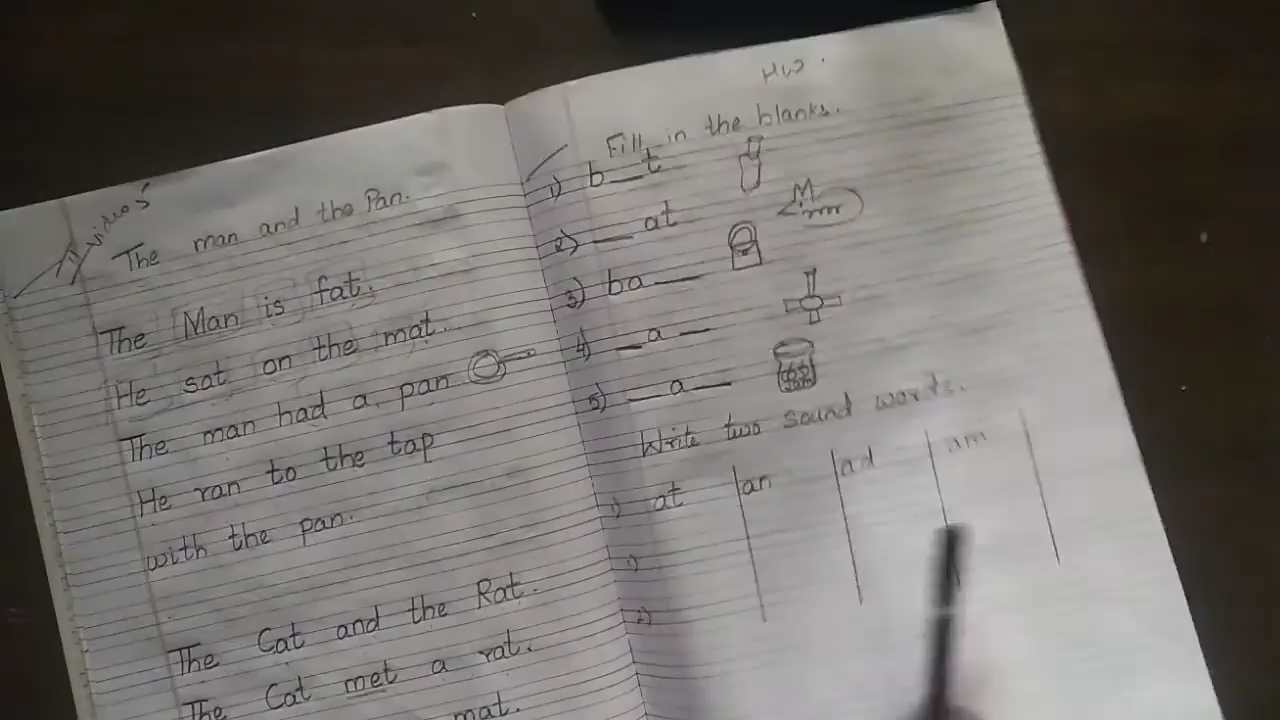 The man and the Pan.
The Man is fat.
He sat on the mat.
The man had a pan
He ran to the tap
with the pan.
The Cat and the Rat.
The Cat met a rat.
mat.
HW.
Fill in the blanks.
1) b__t
2) __at M
3) ba__
4) __a__
5) __a__
Write two sound words.
1) at an ad am
1)
2)